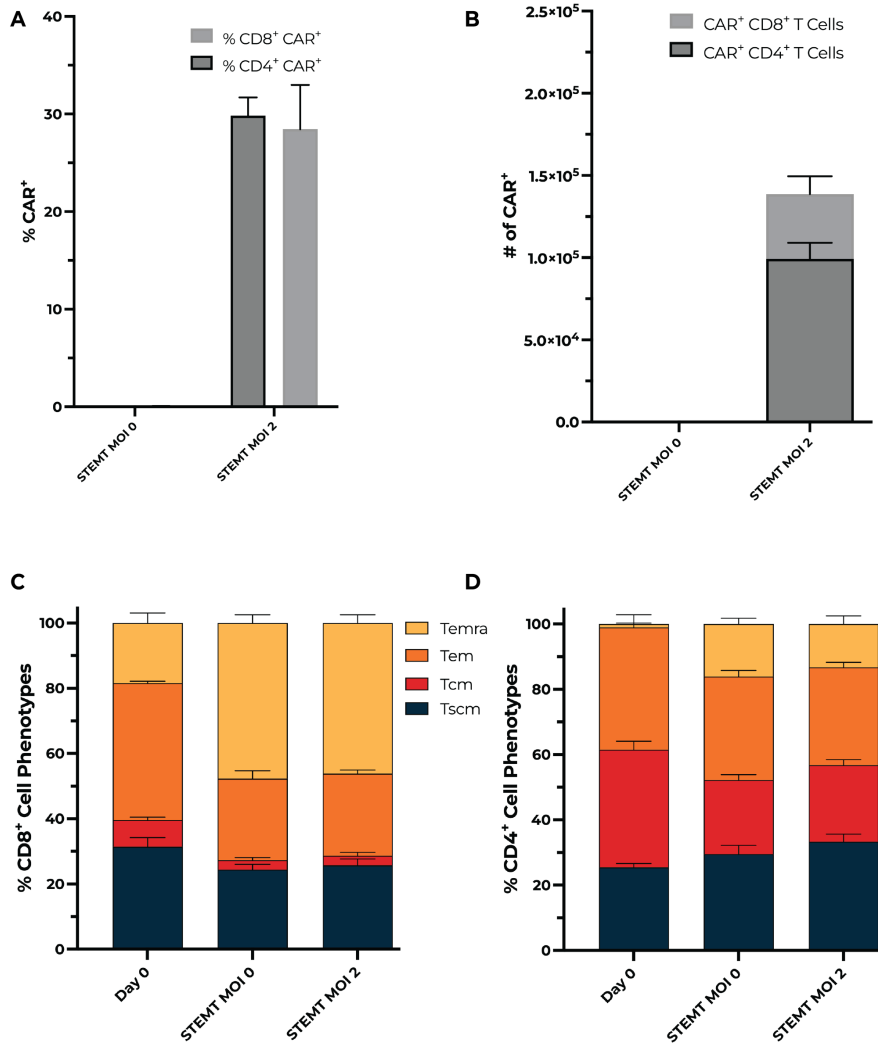 A
% CAR⁺
40
30
20
10
0
% CD8⁺ CAR⁺
% CD4⁺ CAR⁺
STEMT MOI 0
STEMT MOI 2
B
# of CAR⁺
2.5×10⁵
2.0×10⁵
1.5×10⁵
1.0×10⁵
5.0×10⁴
0.0
CAR⁺ CD8⁺ T Cells
CAR⁺ CD4⁺ T Cells
STEMT MOI 0
STEMT MOI 2
C
% CD8⁺ Cell Phenotypes
100
80
60
40
20
0
Day 0
STEMT MOI 0
STEMT MOI 2
Temra
Tem
Tcm
Tscm
D
% CD4⁺ Cell Phenotypes
100
80
60
40
20
0
Day 0
STEMT MOI 0
STEMT MOI 2